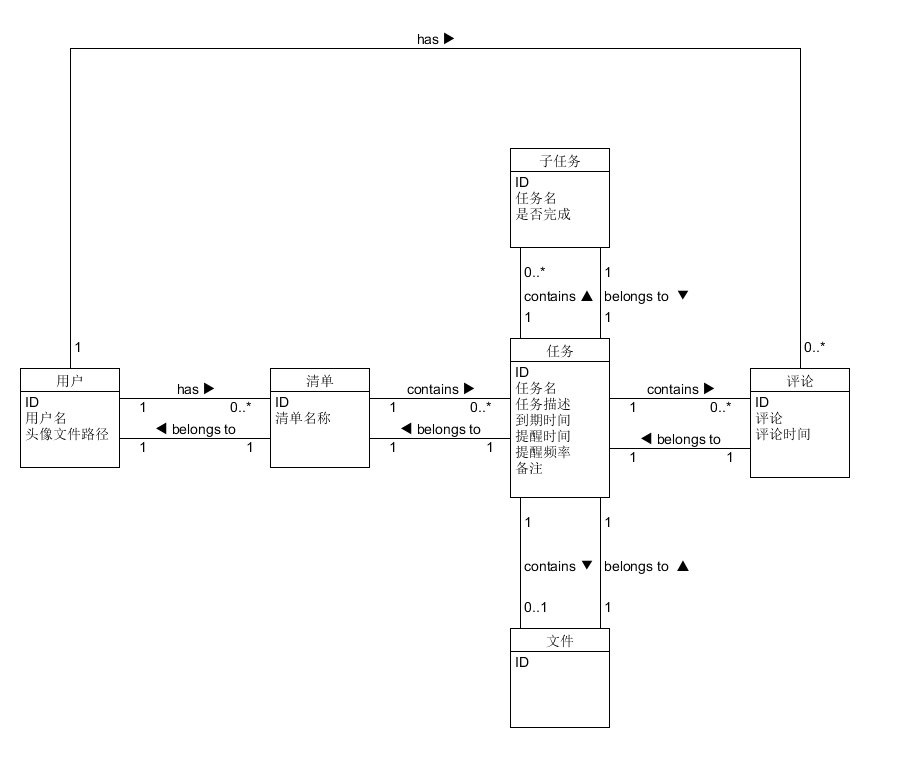 has ▶
子任务
ID
任务名
是否完成
0..*
1
contains ▲
belongs to ▼
1
1
1
0..*
用户
ID
用户名
头像文件路径
has ▶
1
0..*
◀ belongs to
1
1
清单
ID
清单名称
contains ▶
1
0..*
◀ belongs to
1
1
任务
ID
任务名
任务描述
到期时间
提醒时间
提醒频率
备注
contains ▶
1
0..*
◀ belongs to
1
1
评论
ID
评论
评论时间
1
1
contains ▼
belongs to ▲
0..1
1
文件
ID